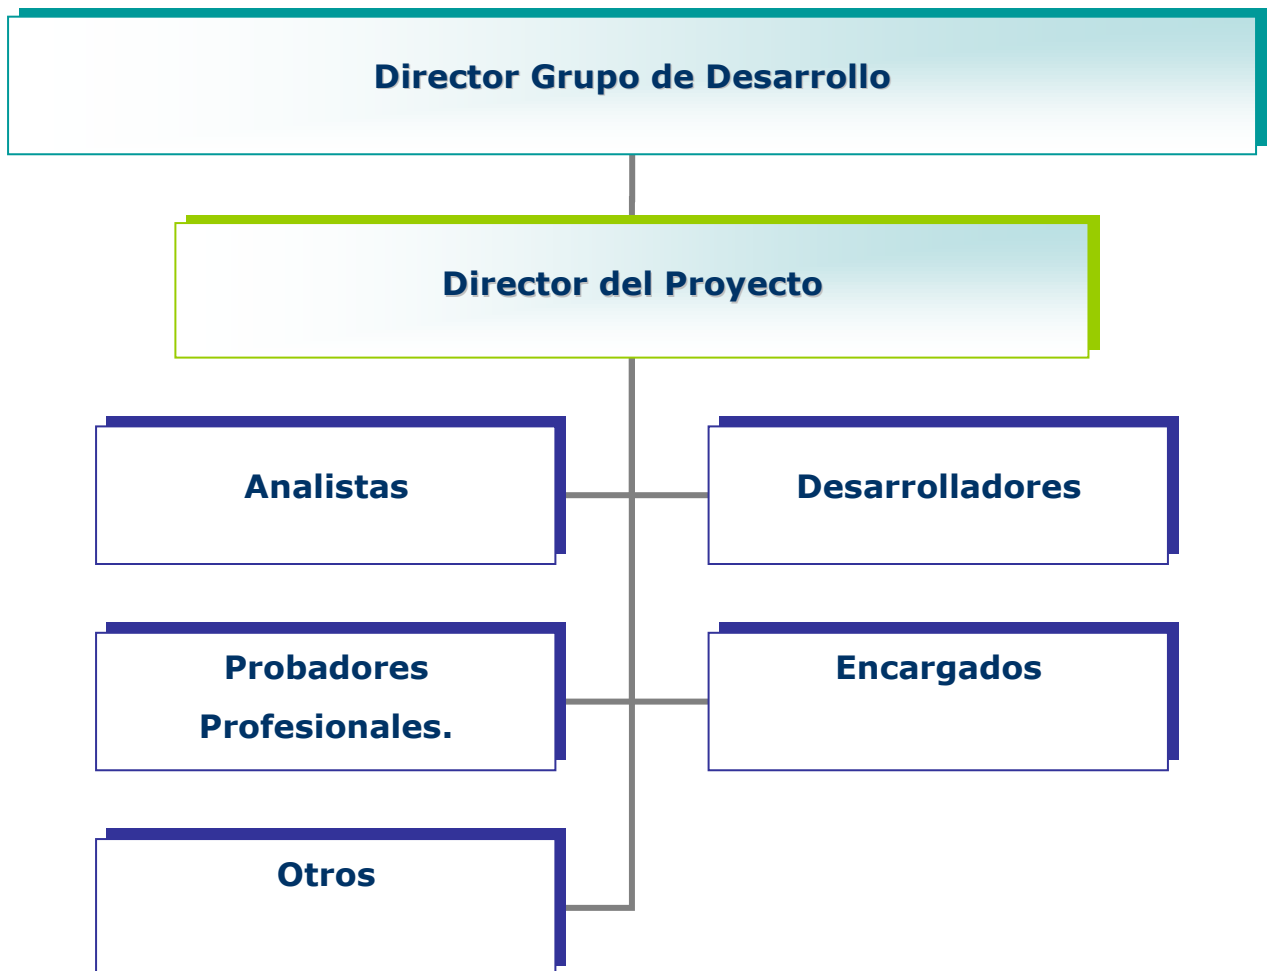 Director Grupo de Desarrollo
Director del Proyecto
Analistas
Desarrolladores
Probadores
Profesionales.
Encargados
Otros